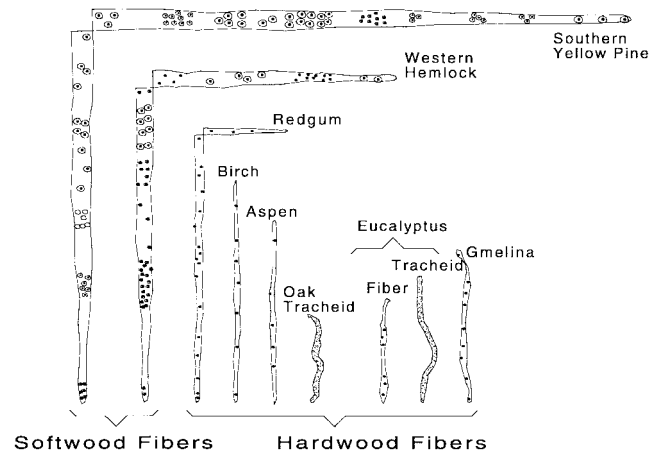 Southern
Yellow Pine
Western
Hemlock
Redgum
Birch
Aspen
Eucalyptus
Gmelina
Tracheid
Fiber
Oak
Tracheid
Softwood Fibers
Hardwood Fibers